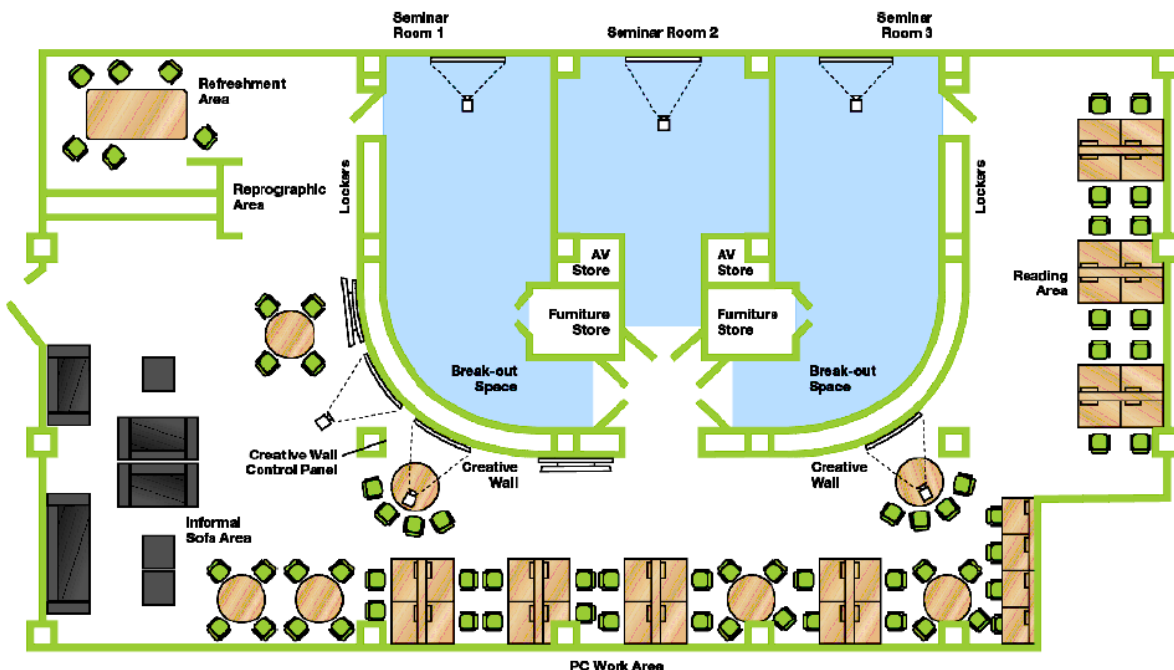 Seminar
Room 1
Seminar Room 2
Seminar
Room 3
Refreshment
Area
Reprographic
Area
Lockers
Lockers
AV
Store
AV
Store
Reading
Area
Furniture
Store
Furniture
Store
Break-out
Space
Break-out
Space
Creative Wall
Control Panel
Creative
Wall
Creative
Wall
Informal
Sofa Area
PC Work Area